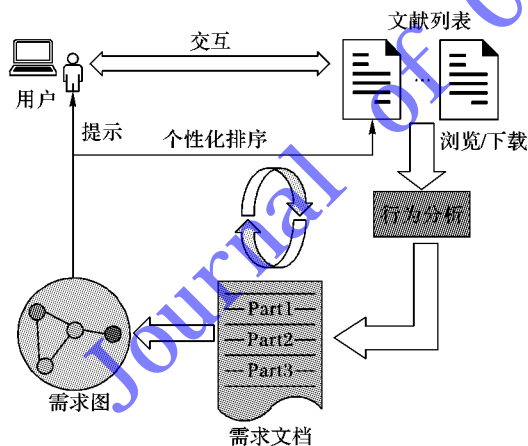 文献列表
交互
...
用户
提示
个性化排序
浏览/下载
行为分析
Part1
Part2
Part3
需求图
需求文档
Journal of